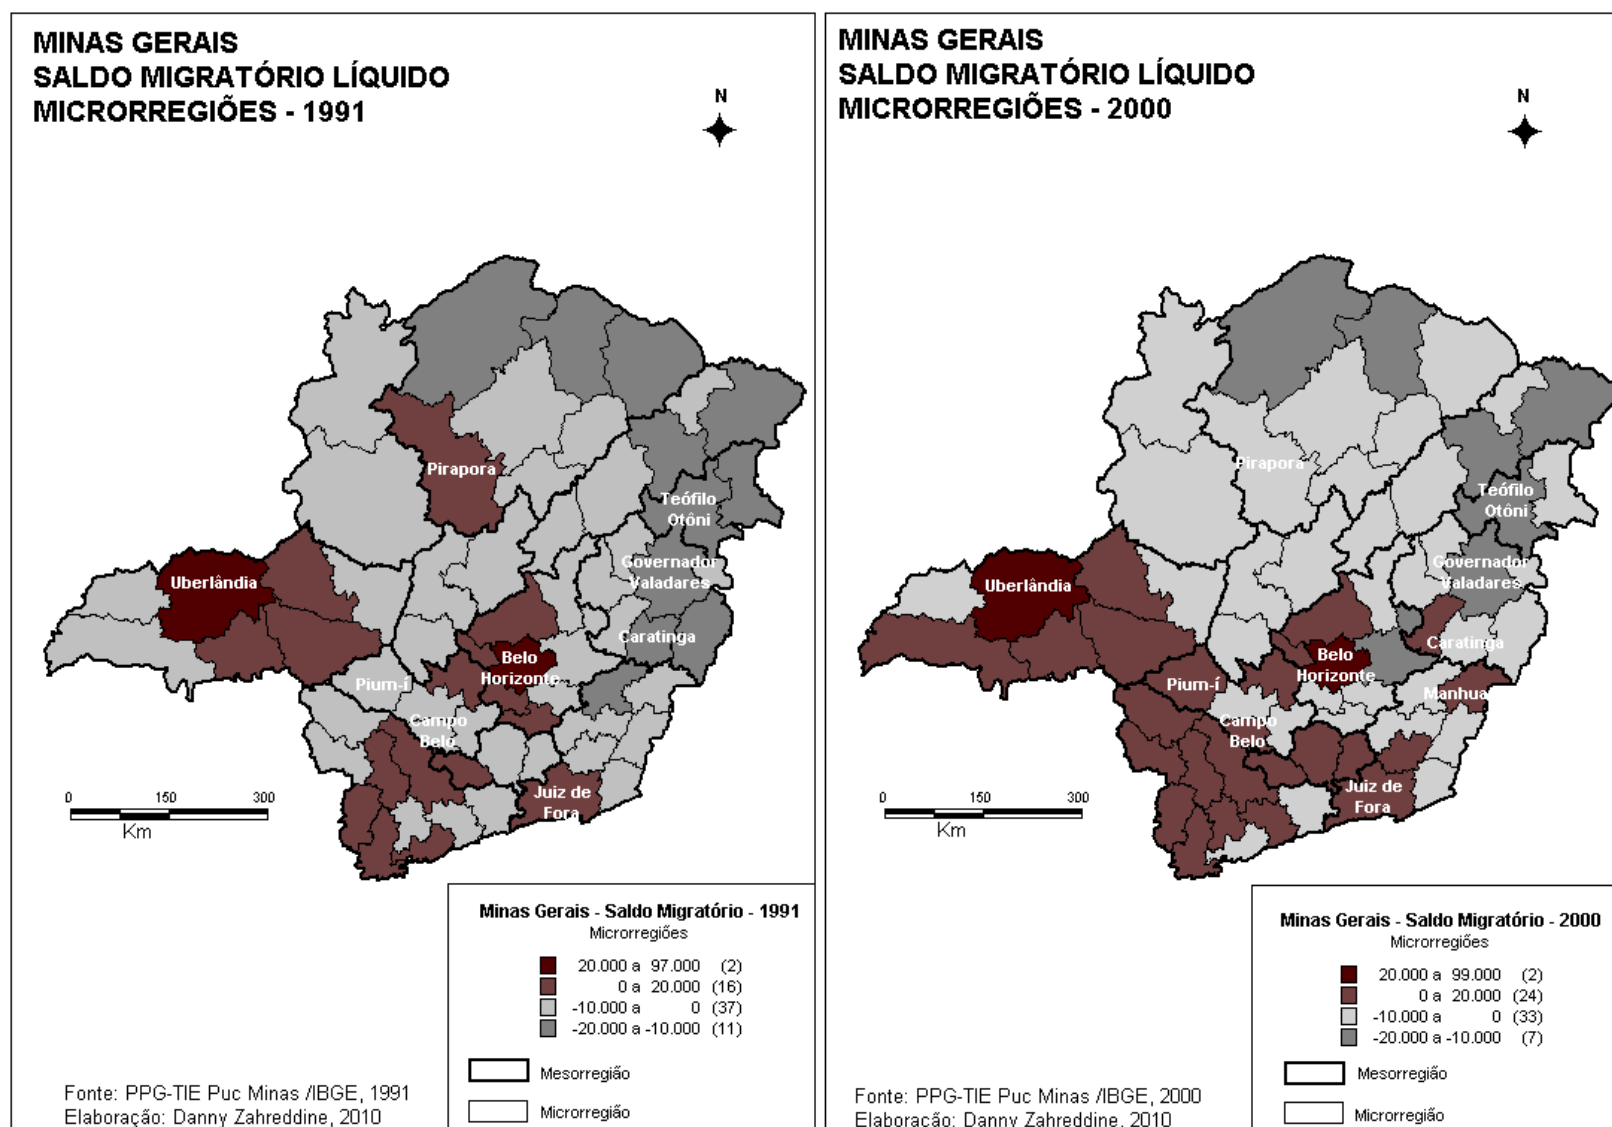 MINAS GERAIS
SALDO MIGRATÓRIO LÍQUIDO
MICRORREGIÕES - 1991
N
Pirapora
Teófilo
Otôni
Governador
Valadares
Uberlândia
Caratinga
Belo
Horizonte
Pium-í
Campo
Belo
Juiz de
Fora
0 150 300
Km
Minas Gerais - Saldo Migratório - 1991
Microrregiões
20.000 a 97.000 (2)
0 a 20.000 (16)
-10.000 a 0 (37)
-20.000 a -10.000 (11)
Mesorregião
Microrregião
Fonte: PPG-TIE Puc Minas /IBGE, 1991
Elaboração: Danny Zahreddine, 2010
MINAS GERAIS
SALDO MIGRATÓRIO LÍQUIDO
MICRORREGIÕES - 2000
N
Pirapora
Teófilo
Otôni
Governador
Valadares
Uberlândia
Caratinga
Belo
Horizonte
Pium-í
Manhua
Campo
Belo
Juiz de
Fora
0 150 300
Km
Minas Gerais - Saldo Migratório - 2000
Microrregiões
20.000 a 99.000 (2)
0 a 20.000 (24)
-10.000 a 0 (33)
-20.000 a -10.000 (7)
Mesorregião
Microrregião
Fonte: PPG-TIE Puc Minas /IBGE, 2000
Elaboração: Danny Zahreddine, 2010